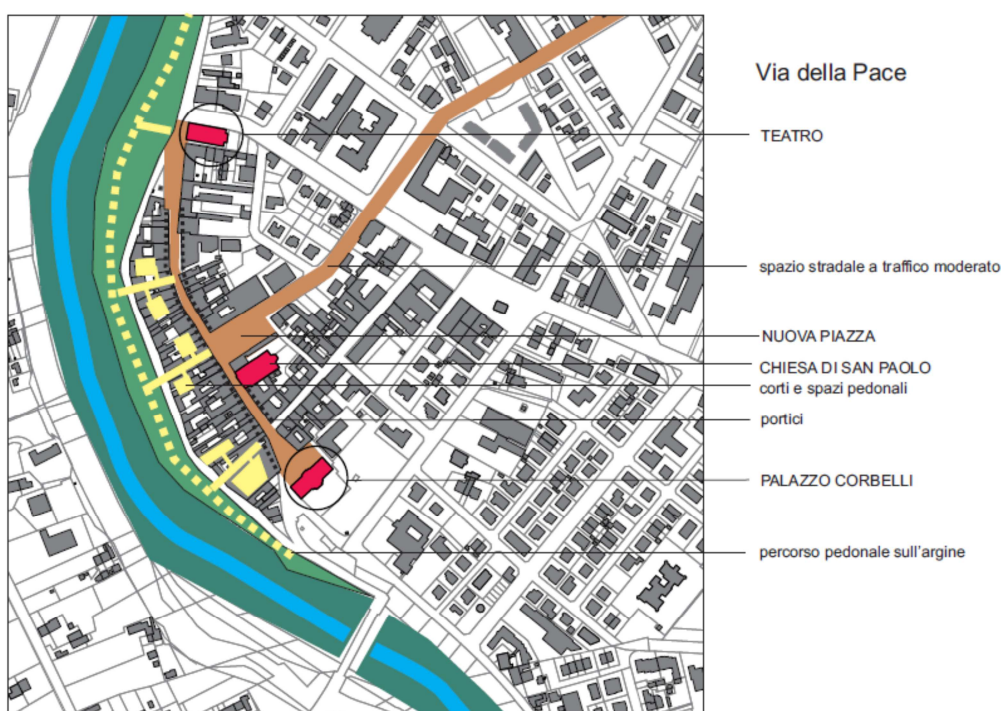 Via della Pace
TEATRO
spazio stradale a traffico moderato
NUOVA PIAZZA
CHIESA DI SAN PAOLO
corti e spazi pedonali
portici
PALAZZO CORBELLI
percorso pedonale sull'argine